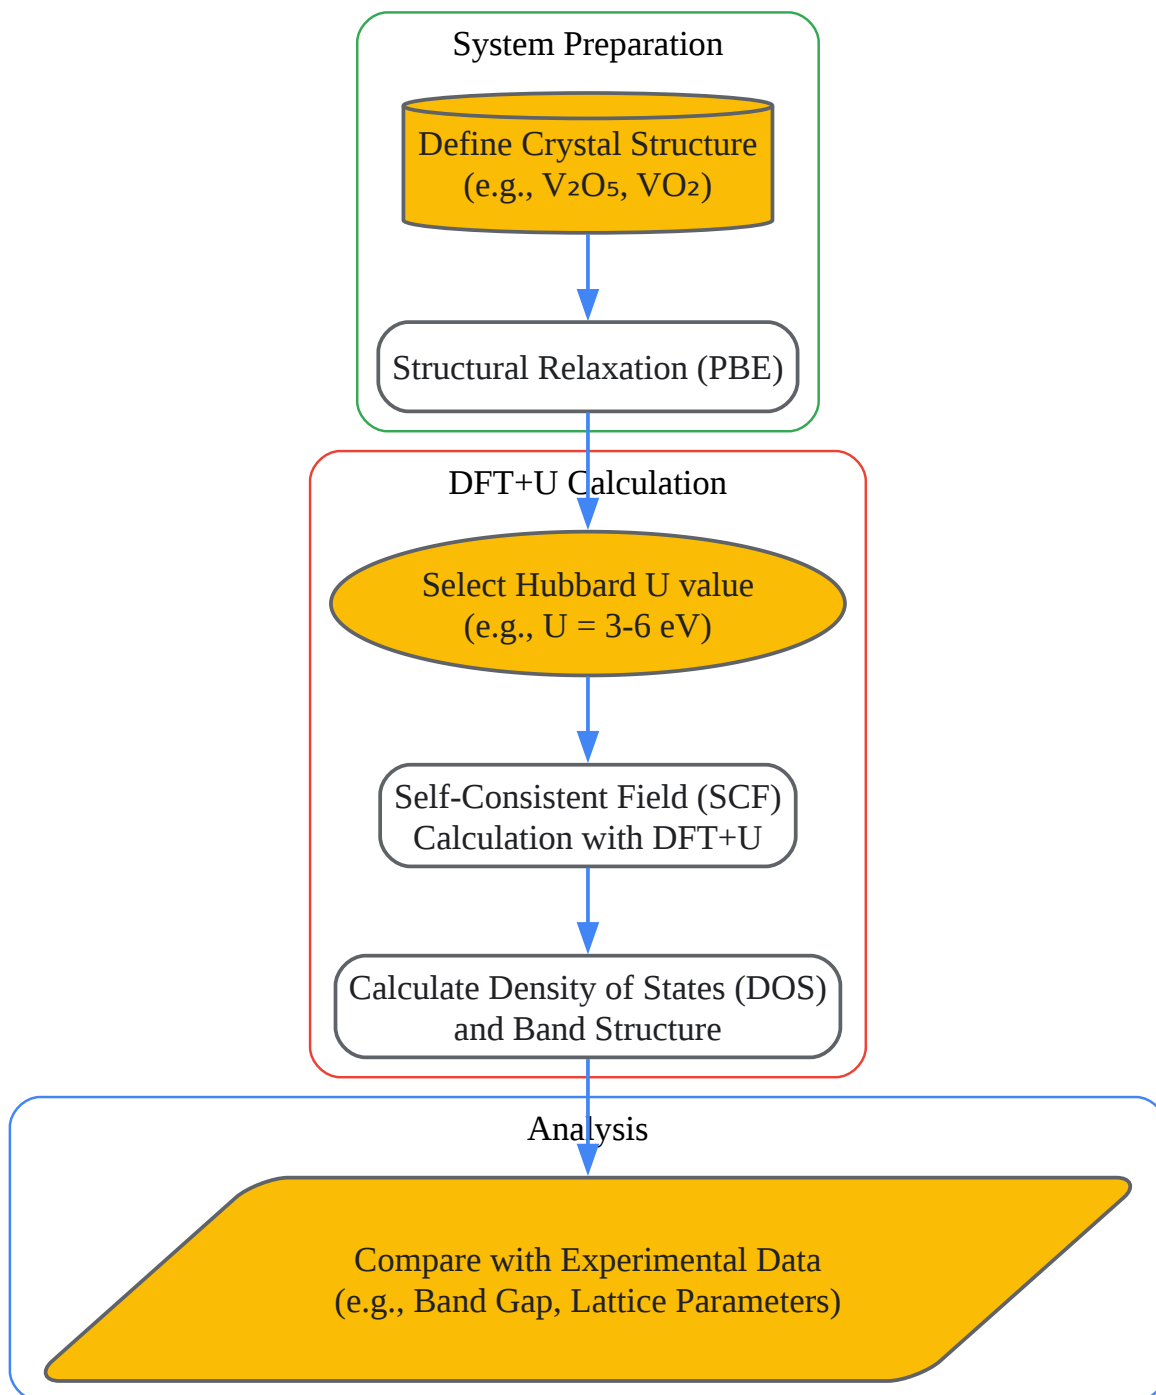 System Preparation
Define Crystal Structure
(e.g., V₂O₅, VO₂)
Structural Relaxation (PBE)
DFT+U Calculation
Select Hubbard U value
(e.g., U = 3-6 eV)
Self-Consistent Field (SCF)
Calculation with DFT+U
Calculate Density of States (DOS)
and Band Structure
Analysis
Compare with Experimental Data
(e.g., Band Gap, Lattice Parameters)